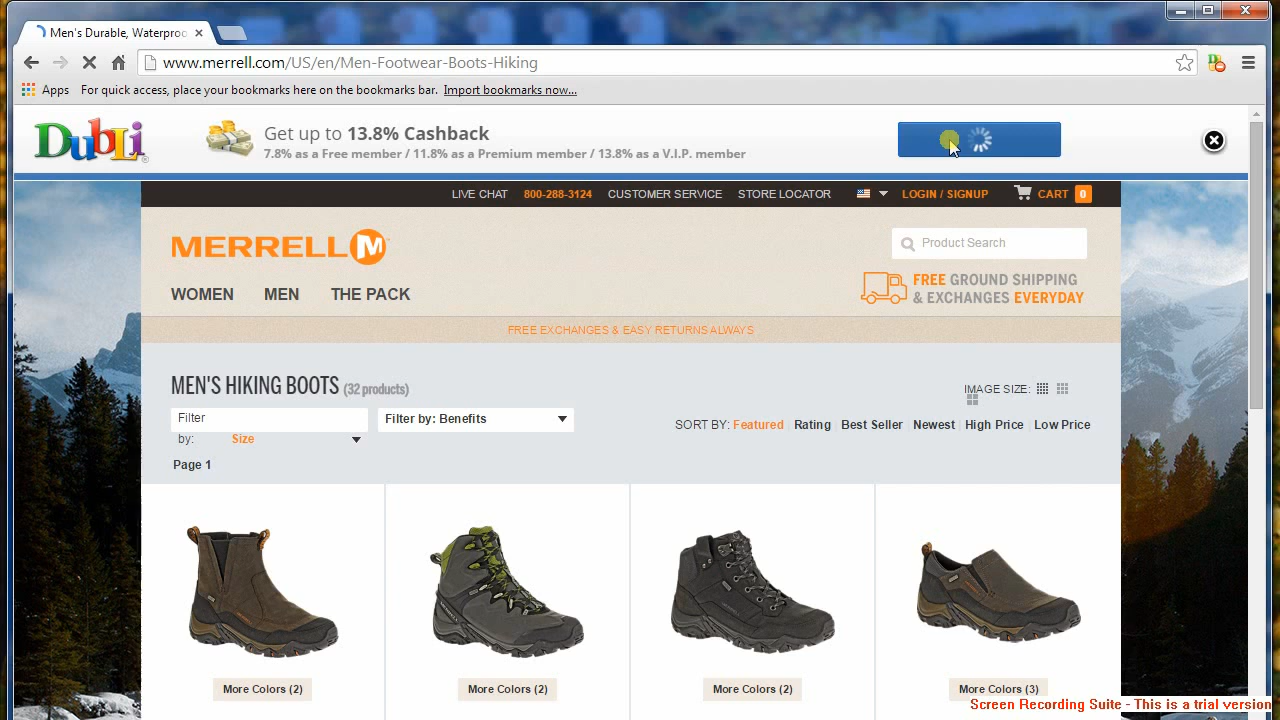 Men's Durable, Waterproo
www.merrell.com/US/en/Men-Footwear-Boots-Hiking
Apps For quick access, place your bookmarks here on the bookmarks bar. Import bookmarks now...
DubLi
Get up to 13.8% Cashback
7.8% as a Free member / 11.8% as a Premium member / 13.8% as a V.I.P. member
LIVE CHAT 800-288-3124 CUSTOMER SERVICE STORE LOCATOR LOGIN / SIGNUP CART 0
MERRELL M
Product Search
WOMEN MEN THE PACK
FREE GROUND SHIPPING
& EXCHANGES EVERYDAY
FREE EXCHANGES & EASY RETURNS ALWAYS
MEN'S HIKING BOOTS (32 products)
IMAGE SIZE:
Filter
by: Size
Filter by: Benefits
SORT BY: Featured Rating Best Seller Newest High Price Low Price
Page 1
More Colors (2) More Colors (2) More Colors (2) More Colors (3)
Screen Recording Suite - This is a trial version